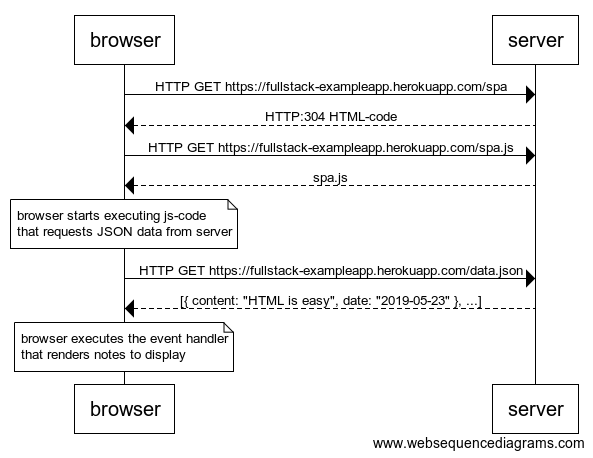 browser
server
HTTP GET https://fullstack-exampleapp.herokuapp.com/spa
HTTP:304 HTML-code
HTTP GET https://fullstack-exampleapp.herokuapp.com/spa.js
spa.js
browser starts executing js-code
that requests JSON data from server
HTTP GET https://fullstack-exampleapp.herokuapp.com/data.json
[{ content: "HTML is easy", date: "2019-05-23" }, ...]
browser executes the event handler
that renders notes to display
browser
server
www.websequencediagrams.com